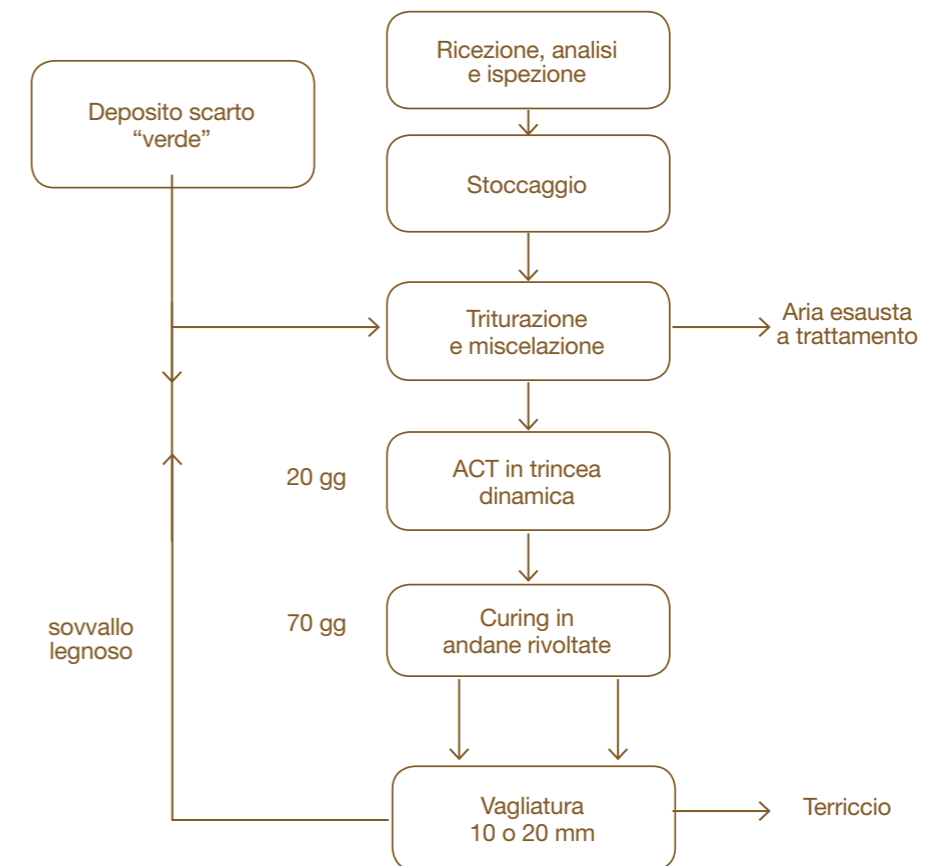 Ricezione, analisi
e ispezione
Deposito scarto
“verde”
Stoccaggio
Triturazione
e miscelazione
Aria esausta
a trattamento
20 gg
ACT in trincea
dinamica
70 gg
Curing in
andane rivoltate
sovvallo
legnoso
Vagliatura
10 o 20 mm
Terriccio